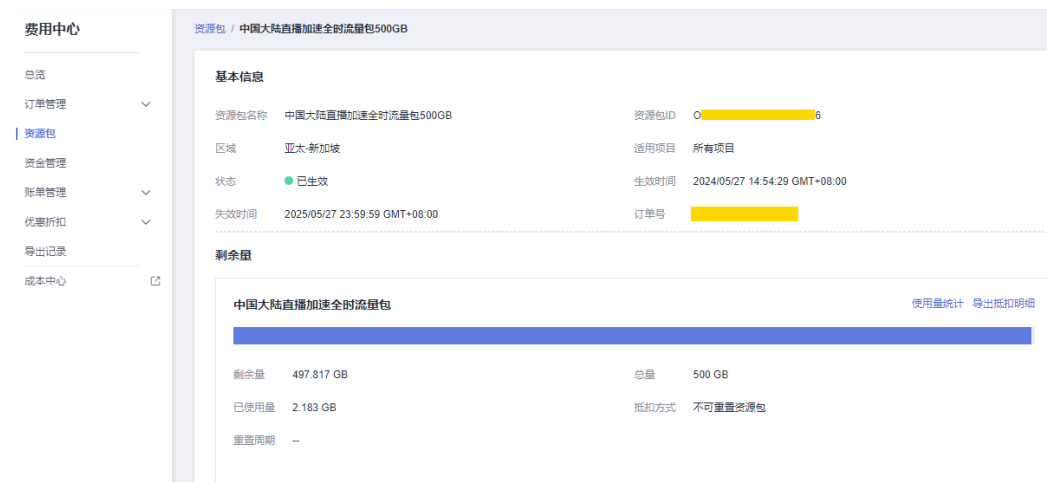 费用中心
总览
订单管理
资源包
资金管理
账单管理
优惠折扣
导出记录
成本中心
资源包 / 中国大陆直播加速全时流量包500GB
基本信息
资源包名称 中国大陆直播加速全时流量包500GB 资源包ID O 6
区域 亚太-新加坡 适用项目 所有项目
状态 已生效 生效时间 2024/05/27 14:54:29 GMT+08:00
失效时间 2025/05/27 23:59:59 GMT+08:00 订单号
剩余量
中国大陆直播加速全时流量包 使用量统计 导出抵扣明细
剩余量 497.817 GB 总量 500 GB
已使用量 2.183 GB 抵扣方式 不可重置资源包
重置周期 --